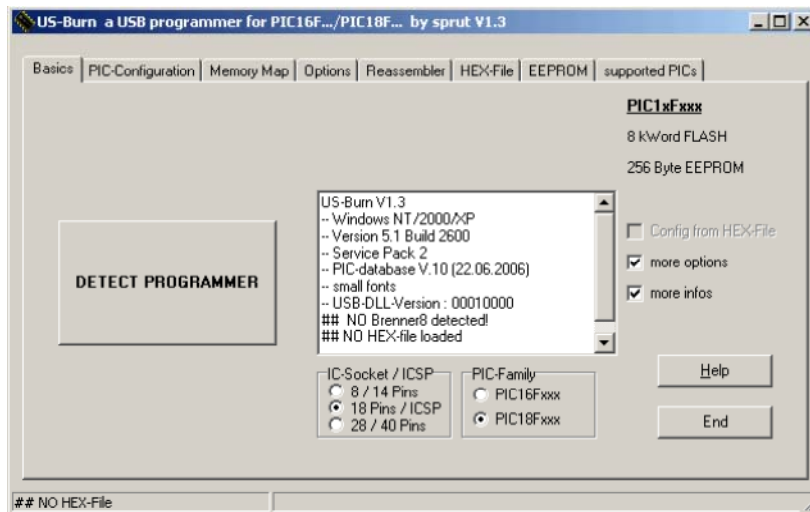 US-Burn a USB programmer for PIC16F.../PIC18F... by sprut V1.3
Basics PIC-Configuration Memory Map Options Reassembler HEX-File EEPROM supported PICs
PIC1xFxxx
8 kWord FLASH
256 Byte EEPROM
US-Burn V1.3
-- Windows NT/2000/XP
-- Version 5.1 Build 2600
-- Service Pack 2
-- PIC-database V.10 (22.06.2006)
-- small fonts
-- USB-DLL-Version : 00010000
## NO Brenner8 detected!
## NO HEX-file loaded
DETECT PROGRAMMER
Config from HEX-File
more options
more infos
IC-Socket / ICSP
8 / 14 Pins
18 Pins / ICSP
28 / 40 Pins
PIC-Family
PIC16Fxxx
PIC18Fxxx
Help
End
## NO HEX-File